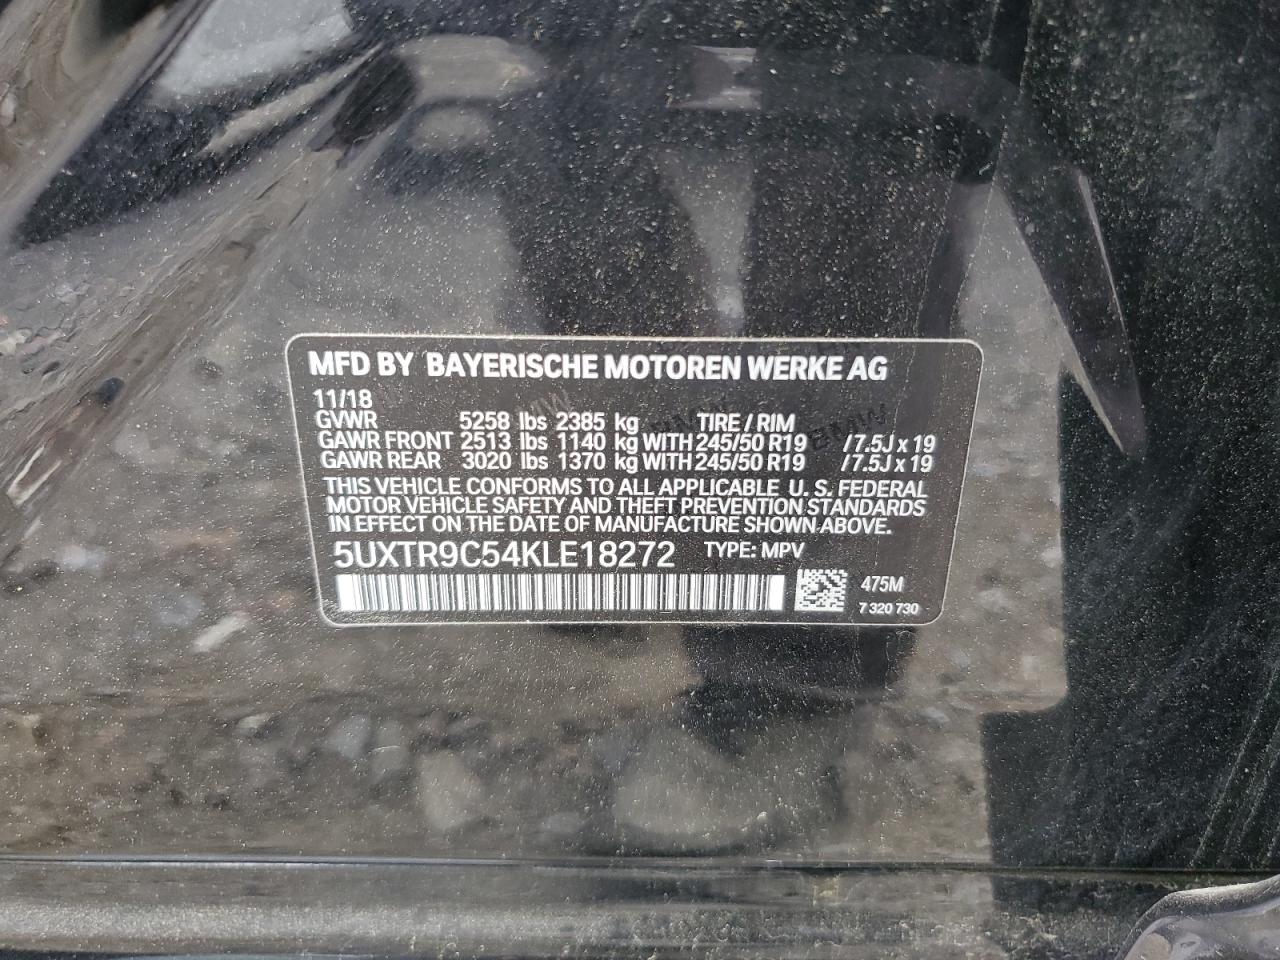 MFD BY BAYERISCHE MOTOREN WERKE AG
11/18
GVWR 5258 lbs 2385 kg TIRE / RIM
GAWR FRONT 2513 lbs 1140 kg WITH 245/50 R19 /7.5J x 19
GAWR REAR 3020 lbs 1370 kg WITH 245/50 R19 /7.5J x 19
THIS VEHICLE CONFORMS TO ALL APPLICABLE U. S. FEDERAL
MOTOR VEHICLE SAFETY AND THEFT PREVENTION STANDARDS
IN EFFECT ON THE DATE OF MANUFACTURE SHOWN ABOVE.
5UXTR9C54KLE18272 TYPE: MPV
475M
7 320 730